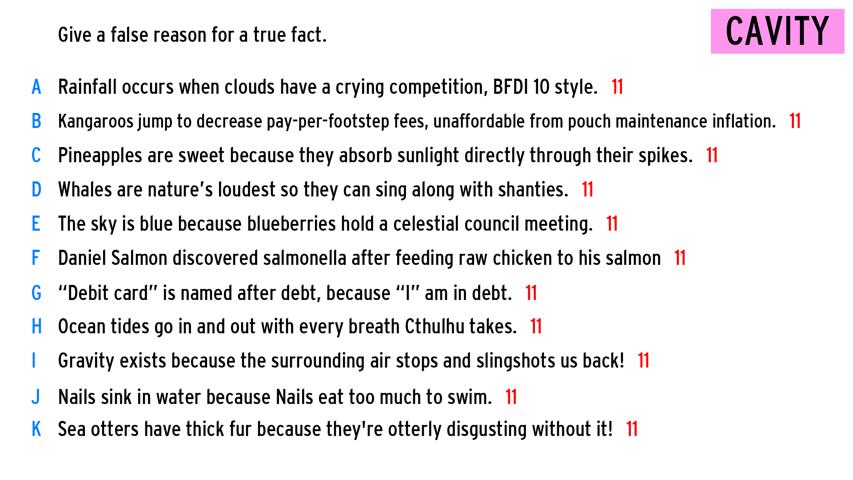 Give a false reason for a true fact.
CAVITY
A Rainfall occurs when clouds have a crying competition, BFDI 10 style. 11
B Kangaroos jump to decrease pay-per-footstep fees, unaffordable from pouch maintenance inflation. 11
C Pineapples are sweet because they absorb sunlight directly through their spikes. 11
D Whales are nature's loudest so they can sing along with shanties. 11
E The sky is blue because blueberries hold a celestial council meeting. 11
F Daniel Salmon discovered salmonella after feeding raw chicken to his salmon 11
G “Debit card” is named after debt, because “I” am in debt. 11
H Ocean tides go in and out with every breath Cthulhu takes. 11
I Gravity exists because the surrounding air stops and slingshots us back! 11
J Nails sink in water because Nails eat too much to swim. 11
K Sea otters have thick fur because they're otterly disgusting without it! 11